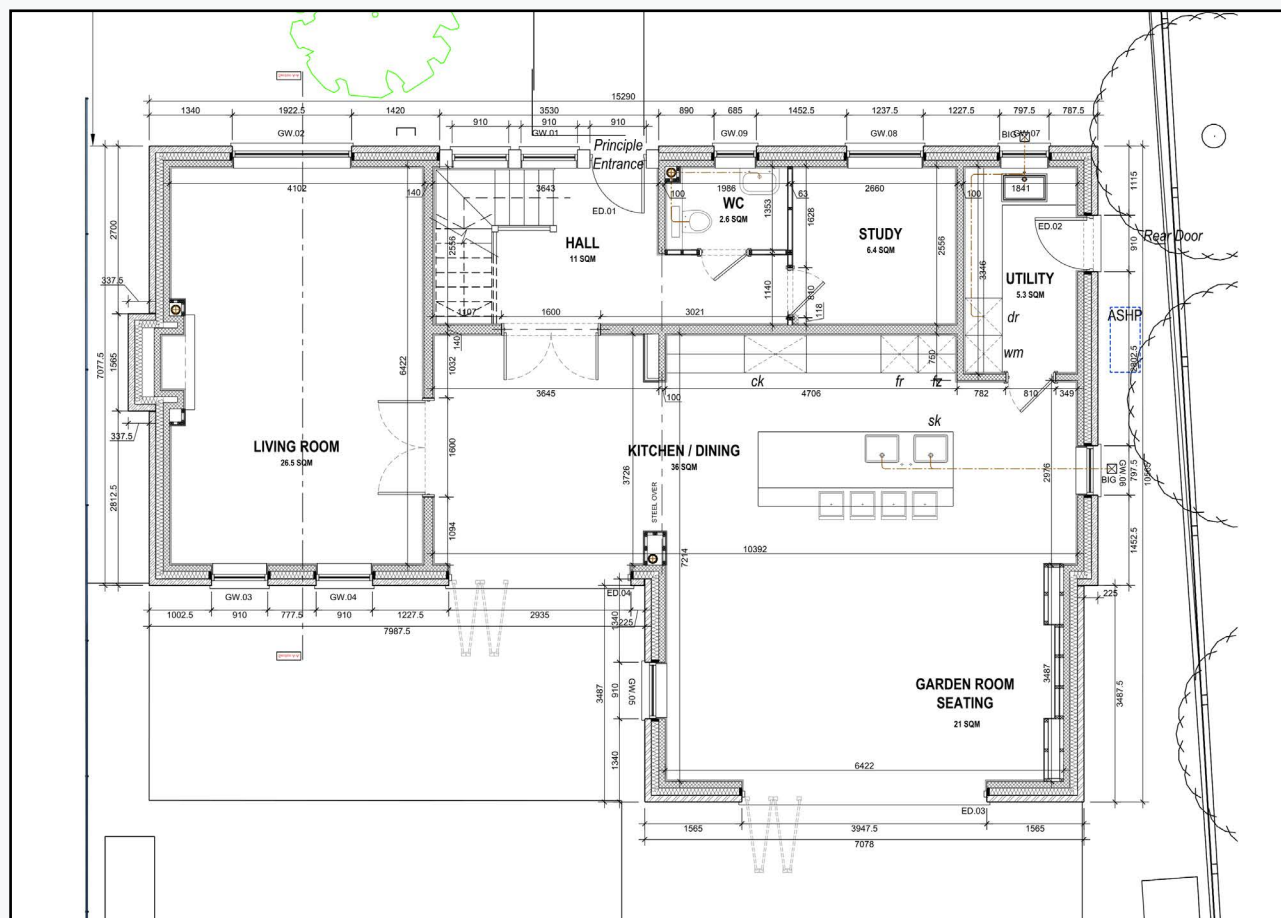 15290
1340 1922.5 1420 3530 890 685 1452.5 1237.5 1227.5 797.5 787.5
910 910 910
GW.02 GW.01 GW.09 GW.08 GW.07
BIG
Principle
Entrance
4102 140 3643 100 1986 63 2660 100 1841
ED.01
WC
2.6 SQM
1353
1628
HALL
11 SQM
2556
STUDY
6.4 SQM
2556
3346
UTILITY
5.3 SQM
ED.02
Rear Door
1115
910
2700
337.5
7077.5
1565
337.5
2812.5
1140
810
118
1107 1600 3021
140
1032
6422
dr
wm
ASHP
2802.5
750
ck fr fz
3645 100 4706 782 810 349
sk
LIVING ROOM
26.5 SQM
1600
KITCHEN / DINING
36 SQM
3726
2976
GW.06
797.5
BIG
STEEL OVER
1094
10392
7214
1452.5
GW.03 GW.04
ED.04
225
1002.5 910 777.5 910 1227.5 2935
225
7987.5
1340
3487
910
GW.05
1340
GARDEN ROOM
SEATING
21 SQM
3487
3487.5
6422
ED.03
1565 3947.5 1565
7078